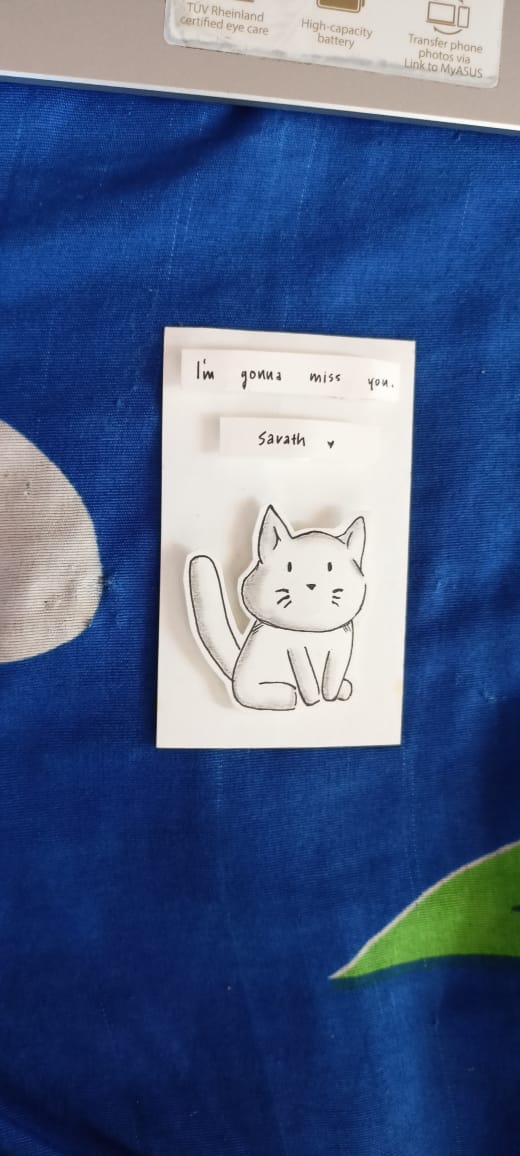 TÜV Rheinland
certified eye care
High-capacity
battery
Transfer phone
photos via
Link to MyASUS
I'm gonna miss you.
Sarath